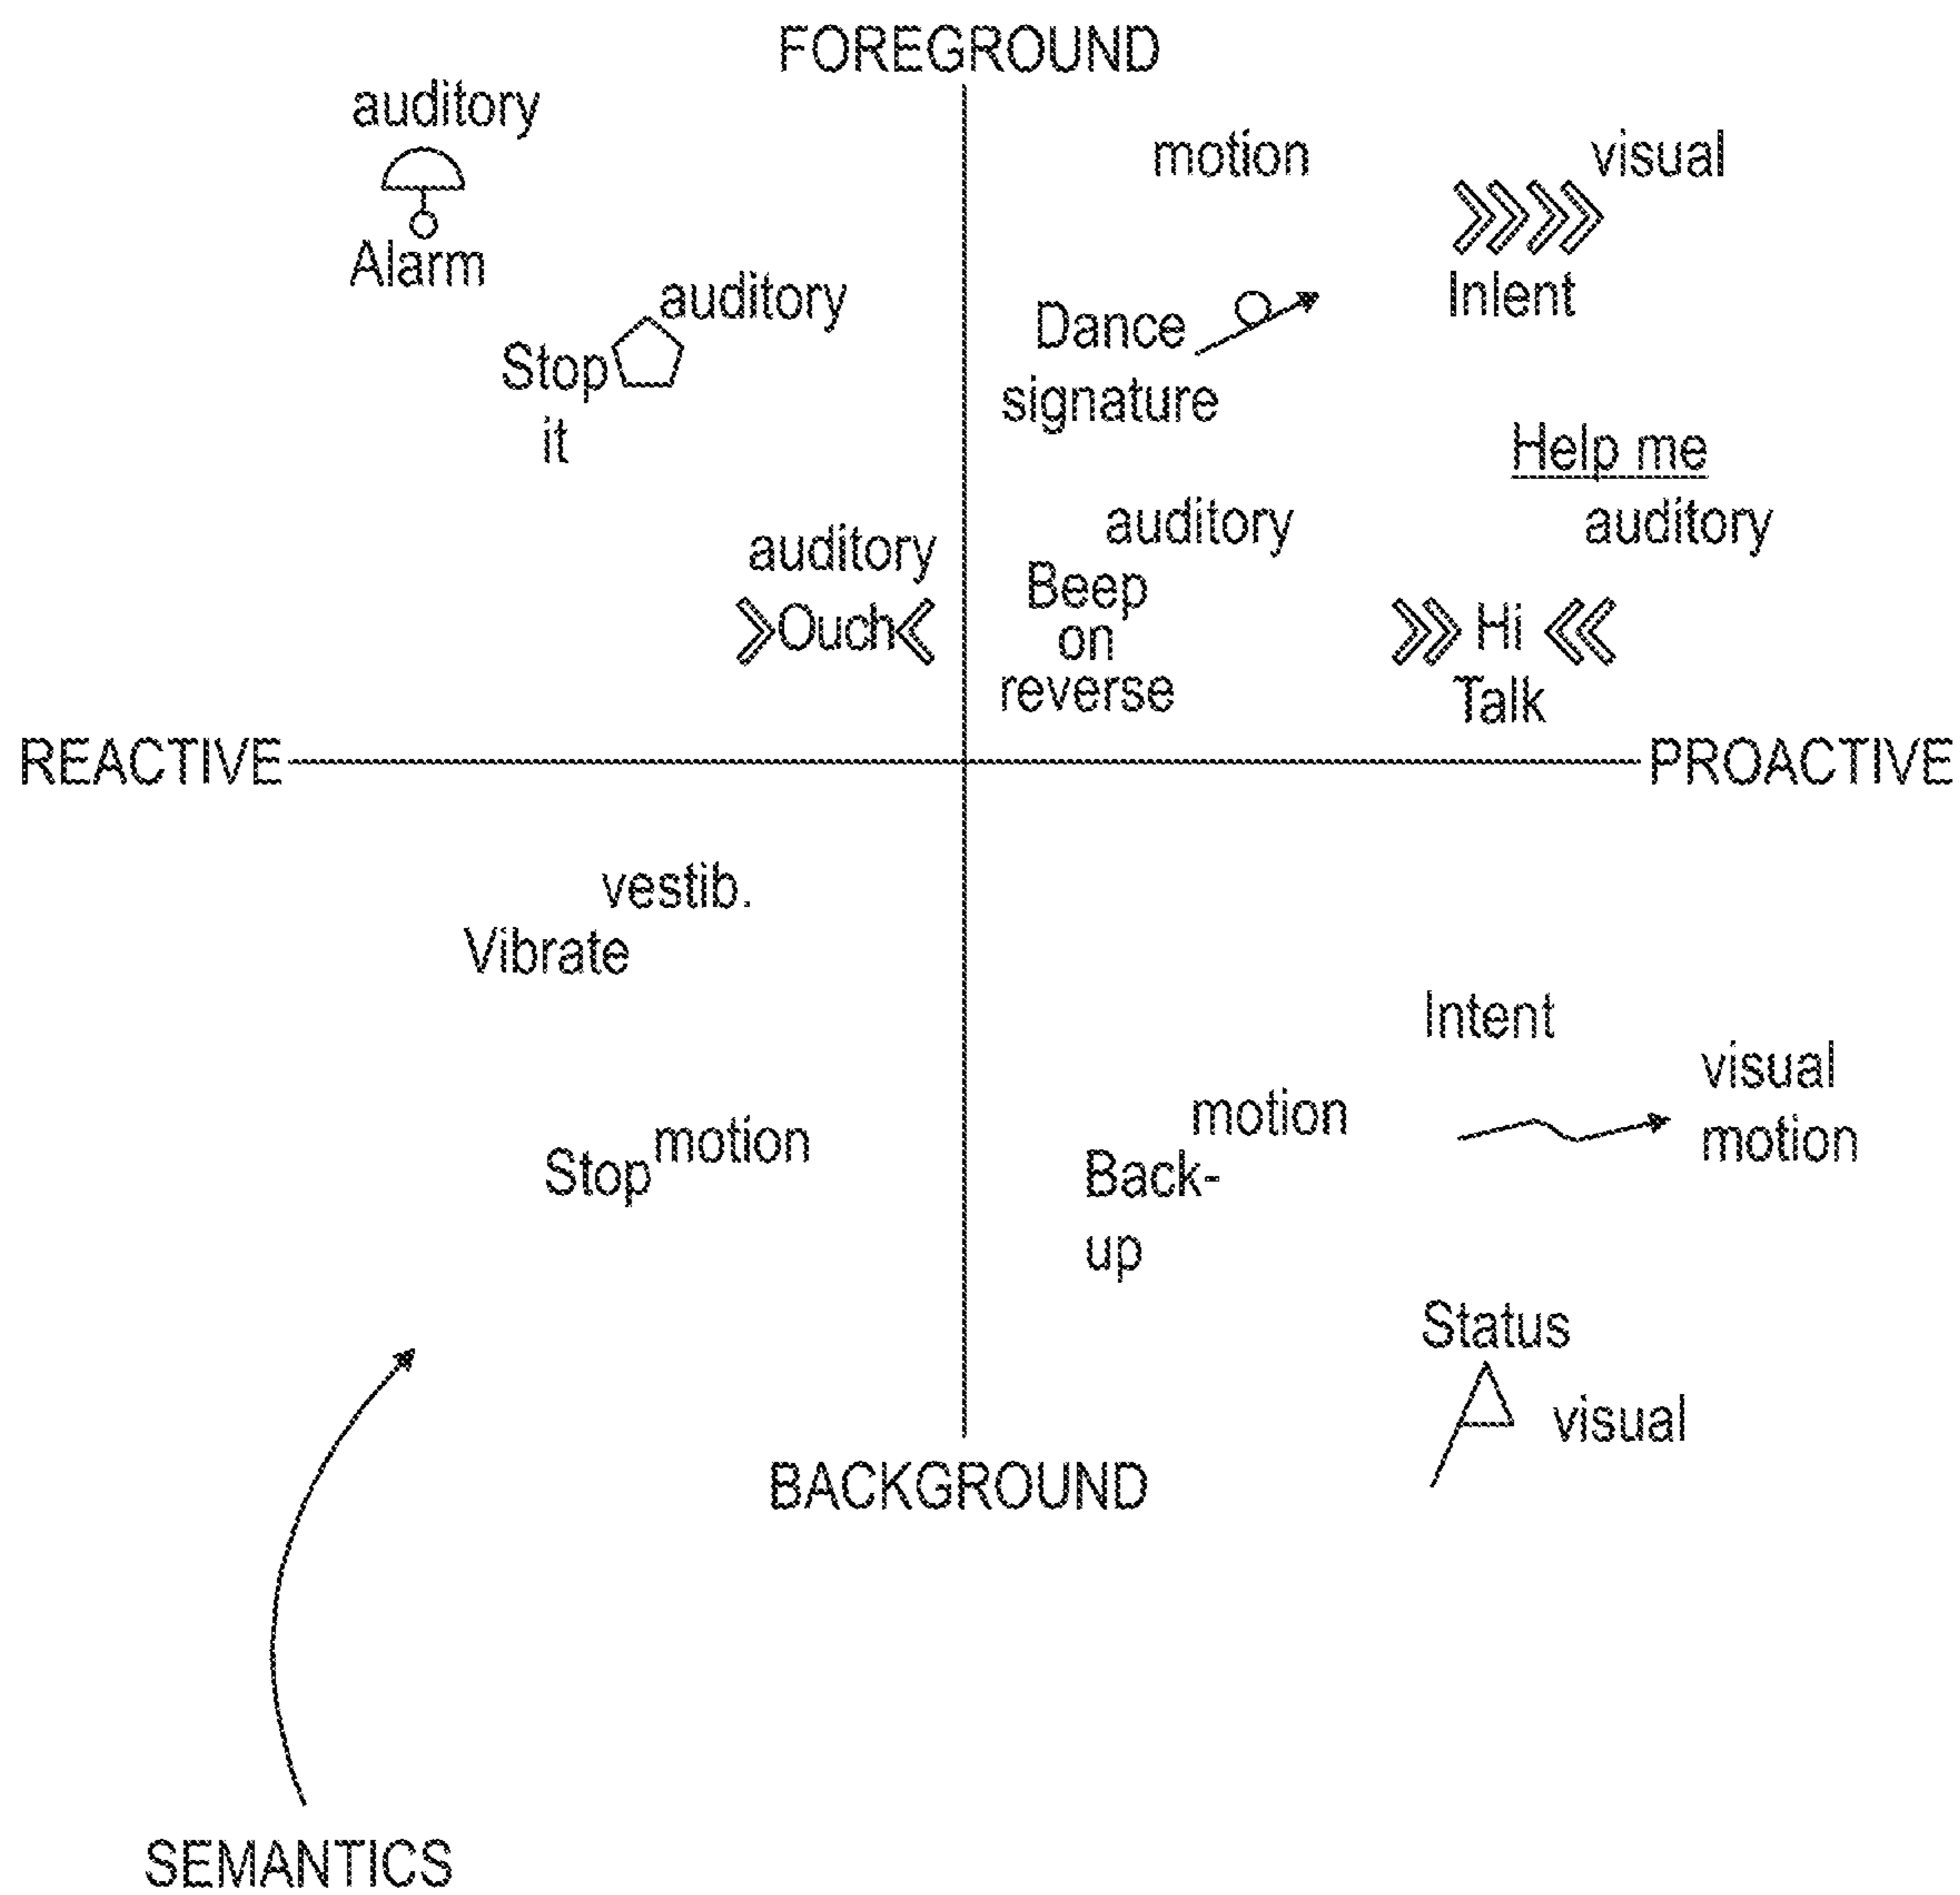 FOREGROUND
auditory
Alarm
auditory
Stop
it
auditory
Ouch
motion
visual
Inlent
Dance
signature
Help me
auditory
auditory
Beep
on
reverse
Hi
Talk
REACTIVE
PROACTIVE
vestib.
Vibrate
motion
Stop
Intent
visual
motion
motion
Back-
up
Status
visual
BACKGROUND
SEMANTICS